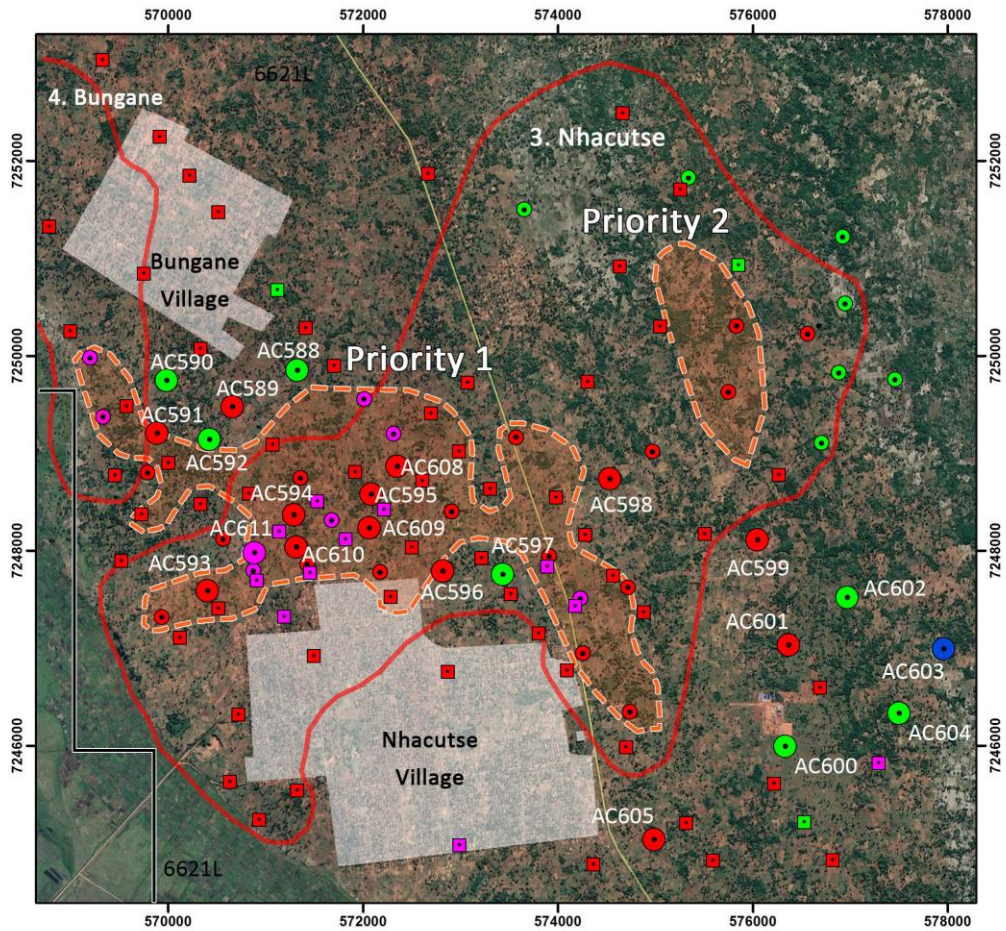 570000 572000 574000 576000 578000
6621L
4. Bungane
3. Nhacutse
7252000
7252000
Priority 2
Bungane
Village
Priority 1
7250000
7250000
AC590
AC588
AC589
AC591
AC592
AC608
AC598
AC594
AC595
AC611
AC609
AC597
7248000
7248000
AC593
AC610
AC599
AC602
AC596
AC601
AC603
Nhacutse
Village
AC604
7246000
7246000
AC600
AC605
6621L
570000 572000 574000 576000 578000